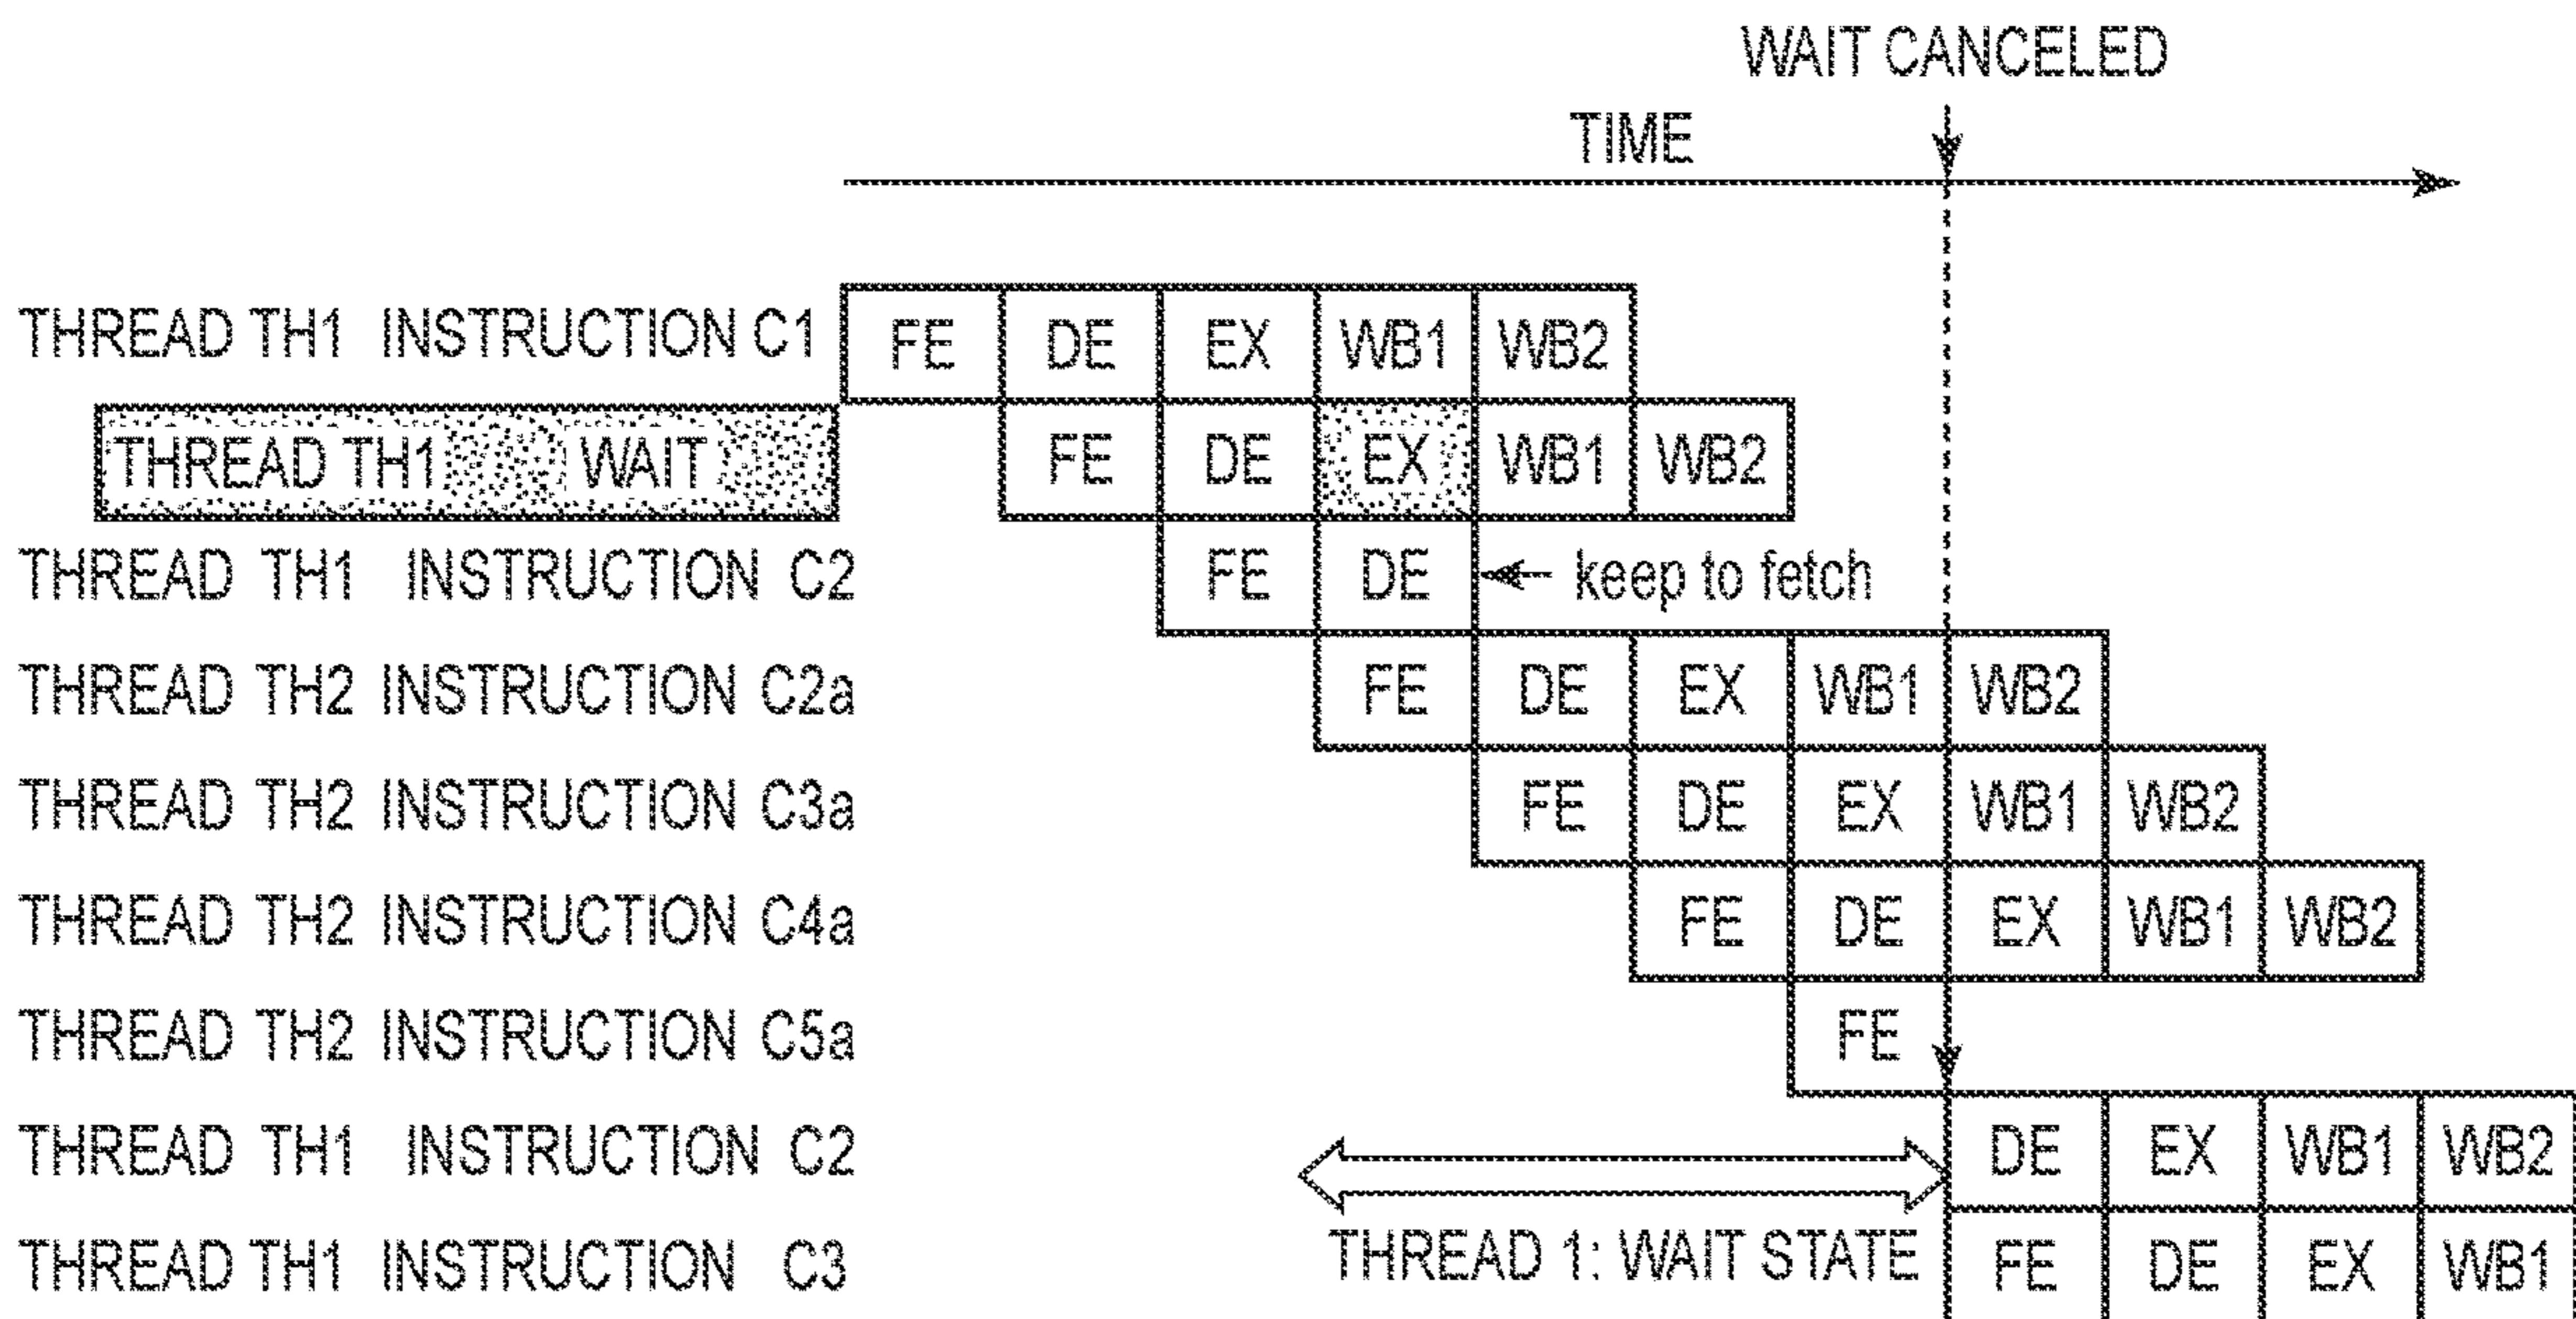 WAIT CANCELED
TIME
THREAD TH1 INSTRUCTION C1 FE DE EX WB1 WB2
THREAD TH1 WAIT FE DE EX WB1 WB2
THREAD TH1 INSTRUCTION C2 FE DE keep to fetch
THREAD TH2 INSTRUCTION C2a FE DE EX WB1 WB2
THREAD TH2 INSTRUCTION C3a FE DE EX WB1 WB2
THREAD TH2 INSTRUCTION C4a FE DE EX WB1 WB2
THREAD TH2 INSTRUCTION C5a FE
THREAD TH1 INSTRUCTION C2 DE EX WB1 WB2
THREAD TH1 INSTRUCTION C3 THREAD 1: WAIT STATE FE DE EX WB1